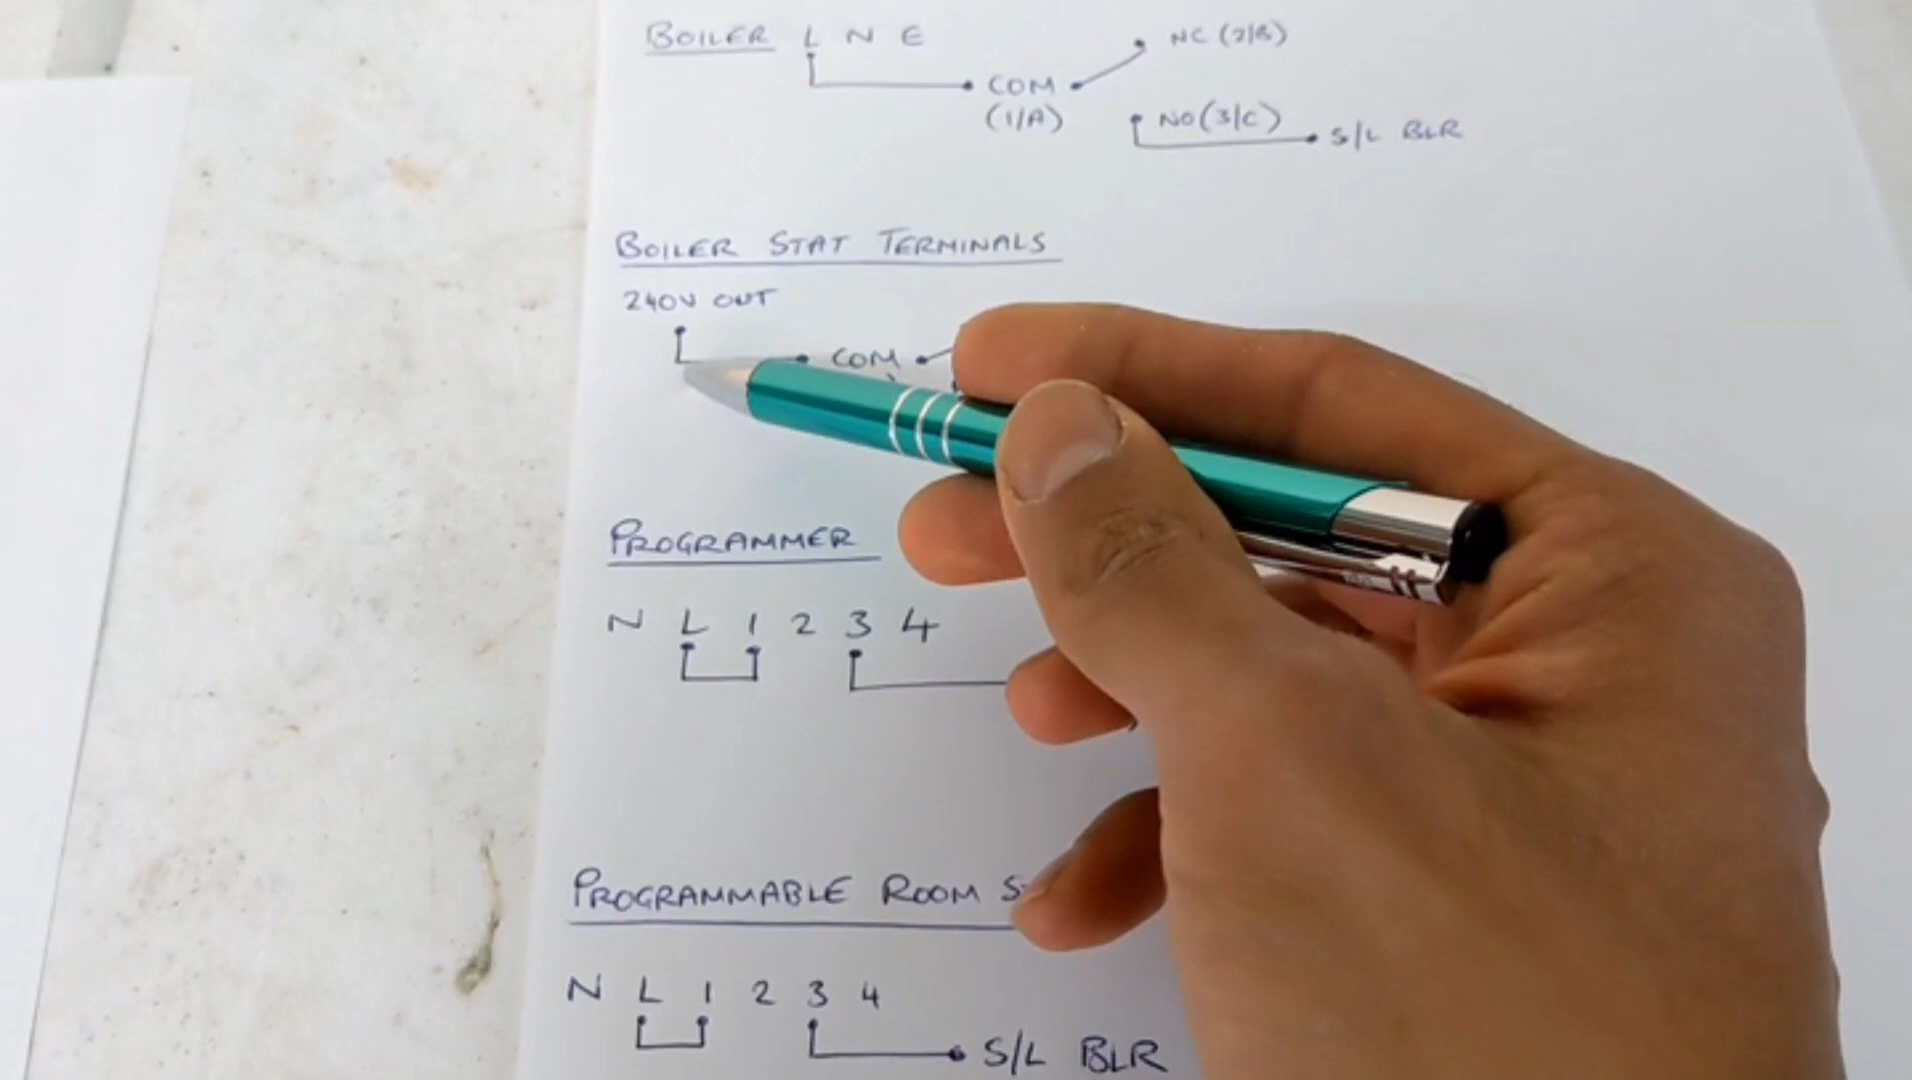 BOILER L N E
NC (2/B)
COM
(1/A)
NO (3/C)
S/L BLR
BOILER STAT TERMINALS
240V OUT
COM
PROGRAMMER
N L 1 2 3 4
PROGRAMMABLE ROOM
N L 1 2 3 4
S/L BLR